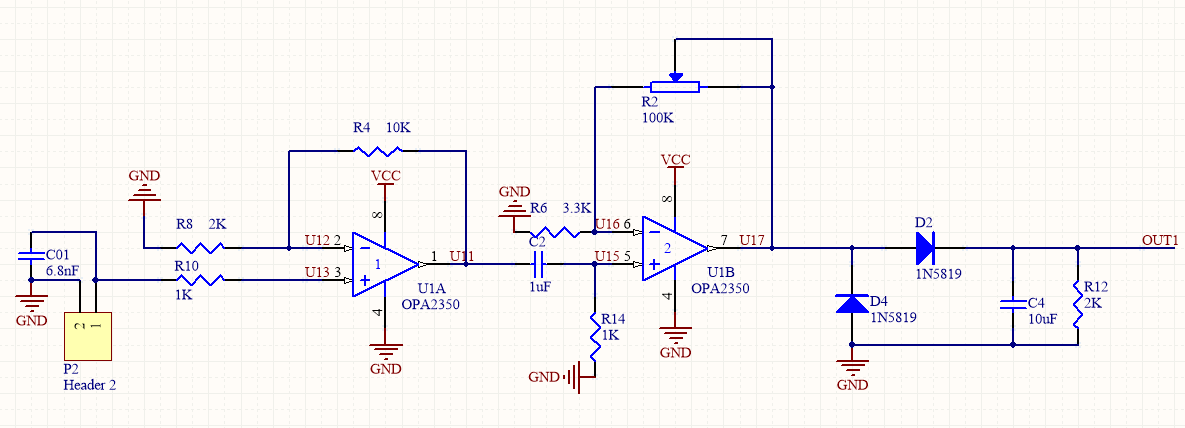 R2
100K
R4 10K
VCC
VCC
GND
8
8
GND
R8 2K
R6 3.3K
U16 6
D2
U12 2
C2
7 U17
OUT1
C01
6.8nF
R10
1K
1
1 U11
U15 5
2
U13 3
1uF
U1A
OPA2350
U1B
OPA2350
1N5819
R12
2K
D4
1N5819
C4
10uF
GND
4
4
R14
1K
2 1
GND
GND
GND
GND
P2
Header 2